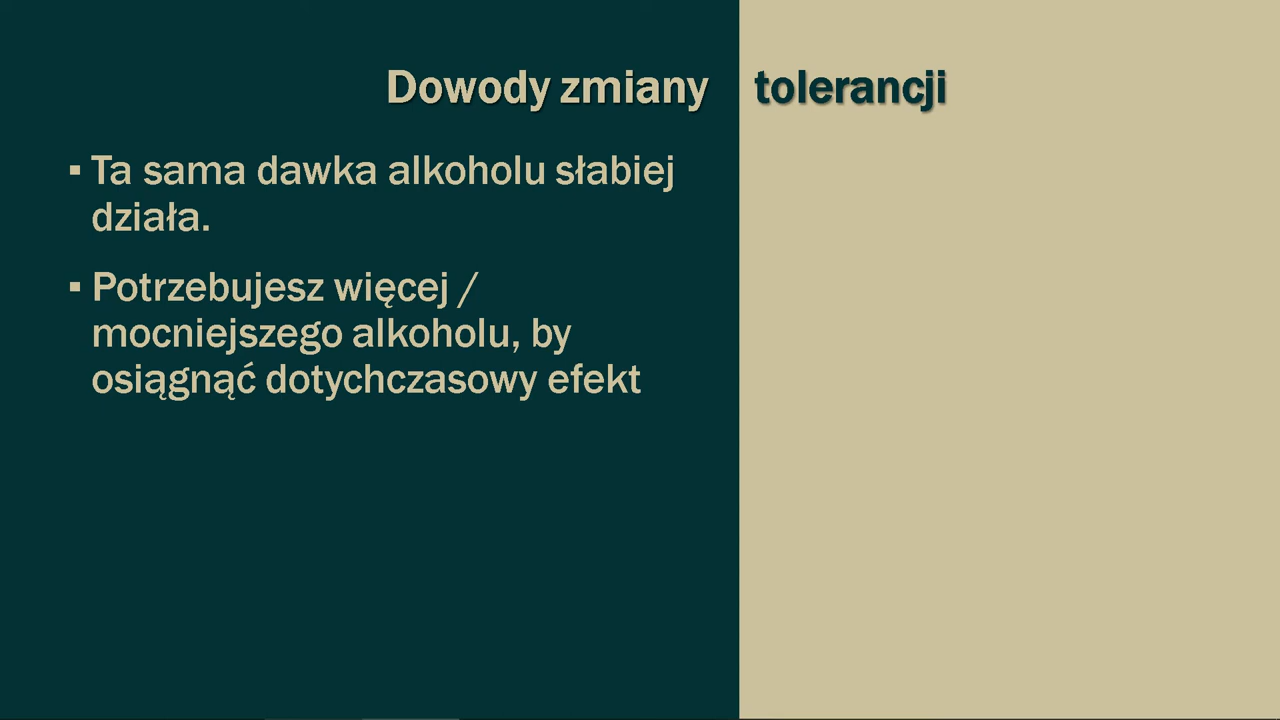 Dowody zmiany tolerancji
▪ Ta sama dawka alkoholu słabiej
działa.
▪ Potrzebujesz więcej /
mocniejszego alkoholu, by
osiągnąć dotychczasowy efekt